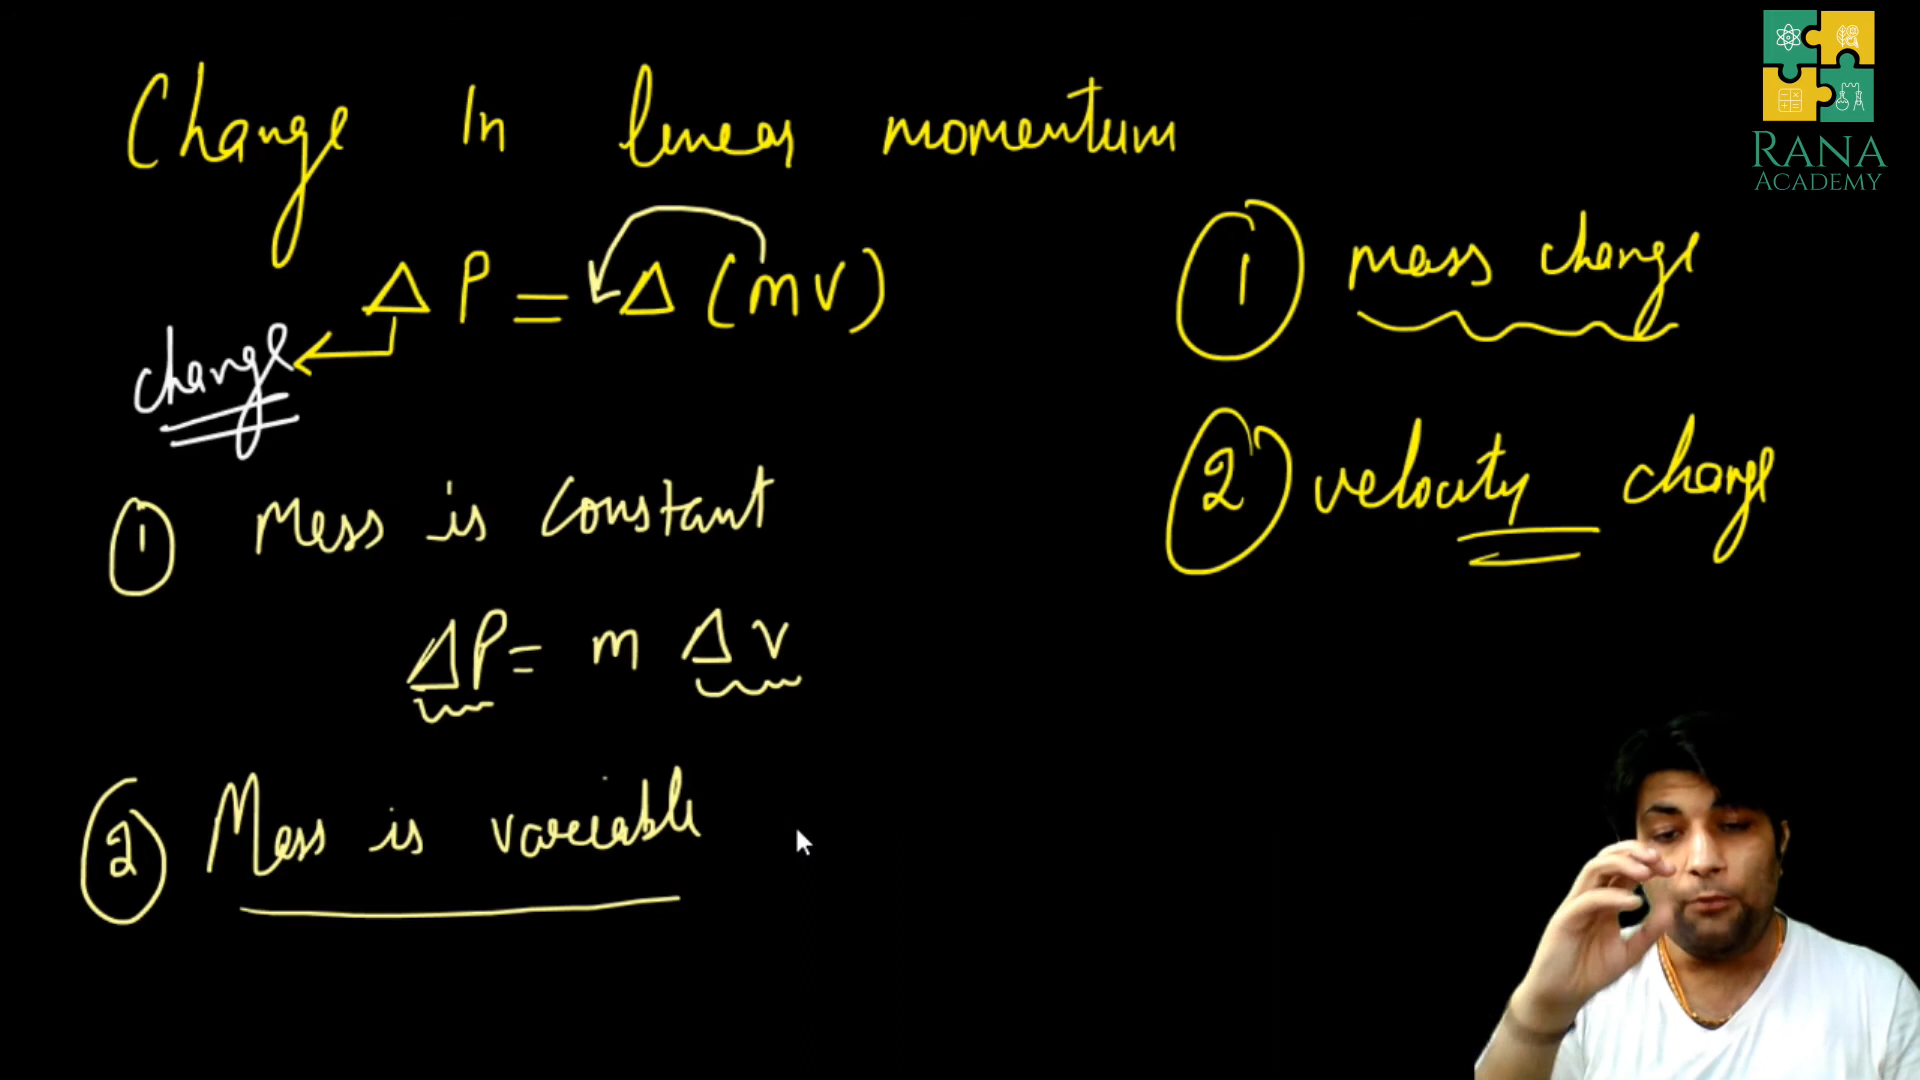 Change In linear momentum
Δ P = Δ (mv)
change
① Mass is constant
ΔP = m Δv
② Mass is variable
① mass change
② velocity change
RANA
ACADEMY